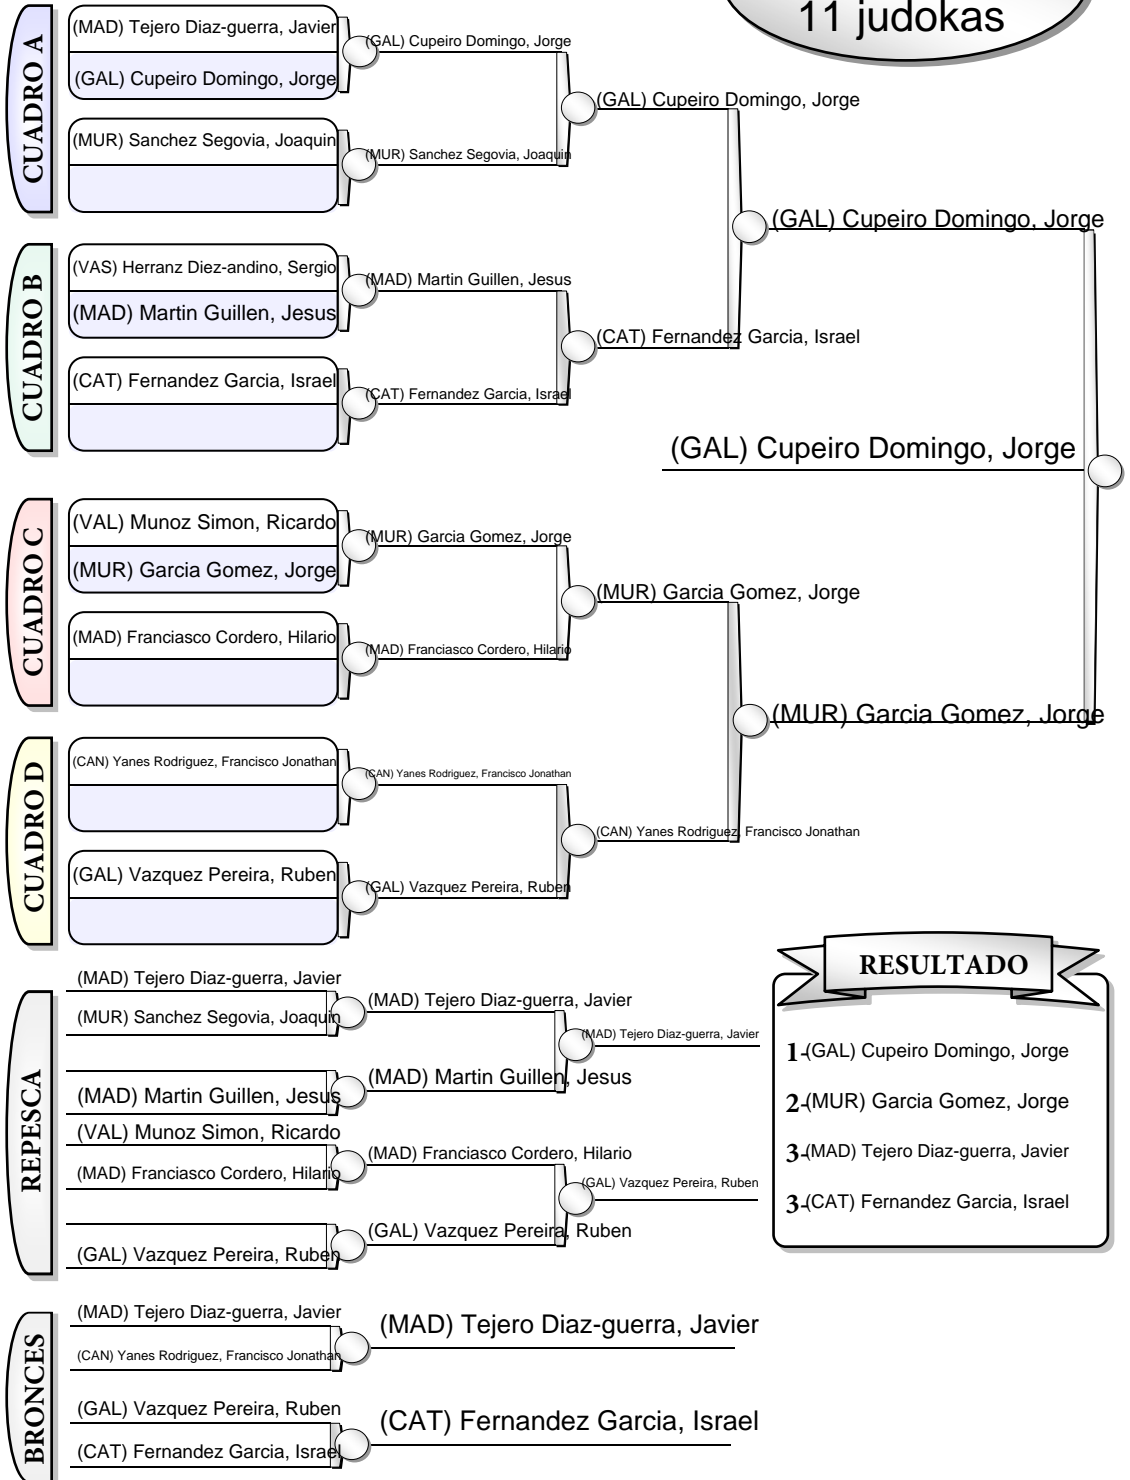 11 judokas
CUADRO A
(MAD) Tejero Diaz-guerra, Javier
(GAL) Cupeiro Domingo, Jorge
(MUR) Sanchez Segovia, Joaquin
(GAL) Cupeiro Domingo, Jorge
(MUR) Sanchez Segovia, Joaquin
(GAL) Cupeiro Domingo, Jorge
(GAL) Cupeiro Domingo, Jorge
CUADRO B
(VAS) Herranz Diez-andino, Sergio
(MAD) Martin Guillen, Jesus
(CAT) Fernandez Garcia, Israel
(MAD) Martin Guillen, Jesus
(CAT) Fernandez Garcia, Israel
(CAT) Fernandez Garcia, Israel
(GAL) Cupeiro Domingo, Jorge
CUADRO C
(VAL) Munoz Simon, Ricardo
(MUR) Garcia Gomez, Jorge
(MAD) Franciasco Cordero, Hilario
(MUR) Garcia Gomez, Jorge
(MAD) Franciasco Cordero, Hilario
(MUR) Garcia Gomez, Jorge
(MUR) Garcia Gomez, Jorge
CUADRO D
(CAN) Yanes Rodriguez, Francisco Jonathan
(GAL) Vazquez Pereira, Ruben
(CAN) Yanes Rodriguez, Francisco Jonathan
(GAL) Vazquez Pereira, Ruben
(CAN) Yanes Rodriguez, Francisco Jonathan
REPESCA
(MAD) Tejero Diaz-guerra, Javier
(MUR) Sanchez Segovia, Joaquin
(MAD) Martin Guillen, Jesus
(VAL) Munoz Simon, Ricardo
(MAD) Franciasco Cordero, Hilario
(GAL) Vazquez Pereira, Ruben
(MAD) Tejero Diaz-guerra, Javier
(MAD) Martin Guillen, Jesus
(MAD) Franciasco Cordero, Hilario
(GAL) Vazquez Pereira, Ruben
(MAD) Tejero Diaz-guerra, Javier
(GAL) Vazquez Pereira, Ruben
RESULTADO
1-(GAL) Cupeiro Domingo, Jorge
2-(MUR) Garcia Gomez, Jorge
3-(MAD) Tejero Diaz-guerra, Javier
3-(CAT) Fernandez Garcia, Israel
BRONCES
(MAD) Tejero Diaz-guerra, Javier
(CAN) Yanes Rodriguez, Francisco Jonathan
(GAL) Vazquez Pereira, Ruben
(CAT) Fernandez Garcia, Israel
(MAD) Tejero Diaz-guerra, Javier
(CAT) Fernandez Garcia, Israel